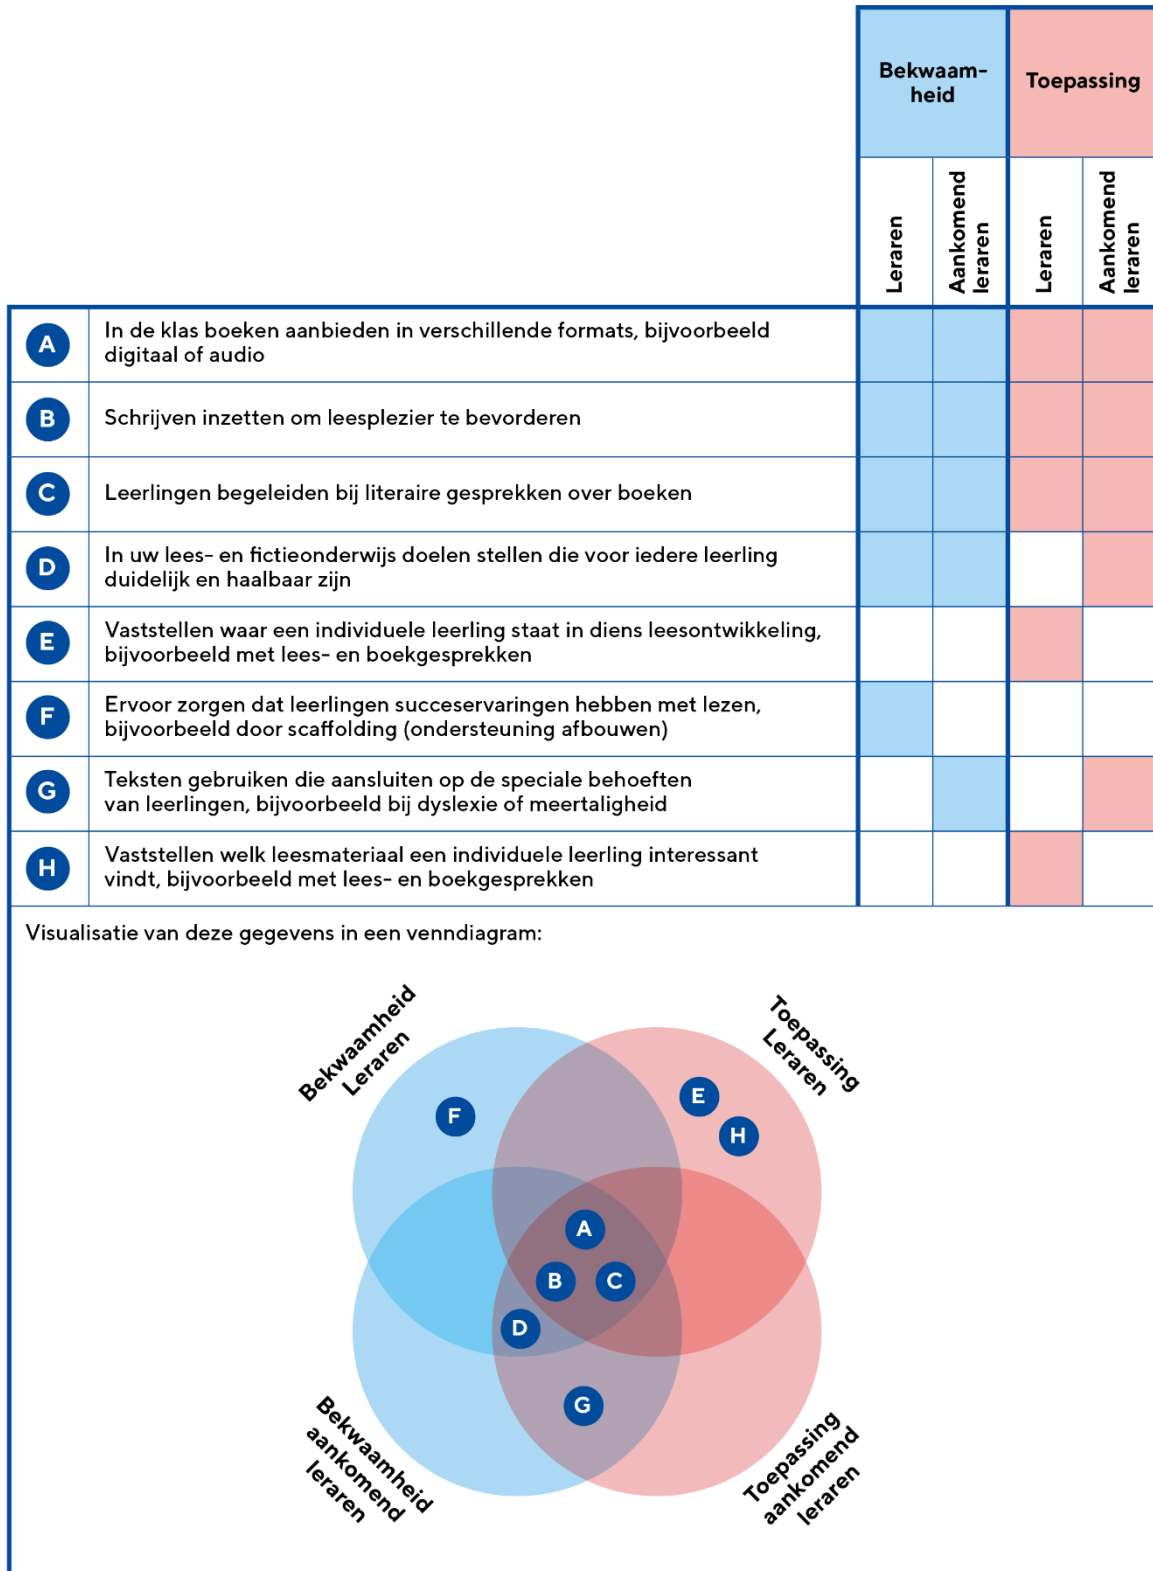 Bekwaam-
heid
Toepassing
Leraren
Aankomend
leraren
Leraren
Aankomend
leraren
A
In de klas boeken aanbieden in verschillende formats, bijvoorbeeld
digitaal of audio
B
Schrijven inzetten om leesplezier te bevorderen
C
Leerlingen begeleiden bij literaire gesprekken over boeken
D
In uw lees- en fictieonderwijs doelen stellen die voor iedere leerling
duidelijk en haalbaar zijn
E
Vaststellen waar een individuele leerling staat in diens leesontwikkeling,
bijvoorbeeld met lees- en boekgesprekken
F
Ervoor zorgen dat leerlingen succeservaringen hebben met lezen,
bijvoorbeeld door scaffolding (ondersteuning afbouwen)
G
Teksten gebruiken die aansluiten op de speciale behoeften
van leerlingen, bijvoorbeeld bij dyslexie of meertaligheid
H
Vaststellen welk leesmateriaal een individuele leerling interessant
vindt, bijvoorbeeld met lees- en boekgesprekken
Visualisatie van deze gegevens in een venndiagram:
Bekwaamheid
Leraren
Toepassing
Leraren
F
E
H
A
B
C
D
G
Bekwaamheid
aankomend
leraren
Toepassing
aankomend
leraren